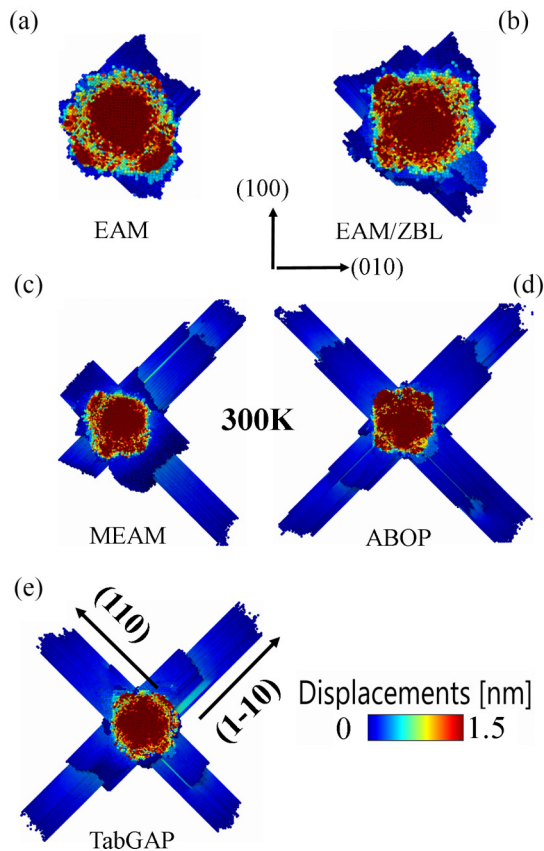 (a)
(b)
EAM
(100)
EAM/ZBL
(010)
(c)
(d)
300K
MEAM
ABOP
(e)
(110)
(1-10)
Displacements [nm]
0
1.5
TabGAP